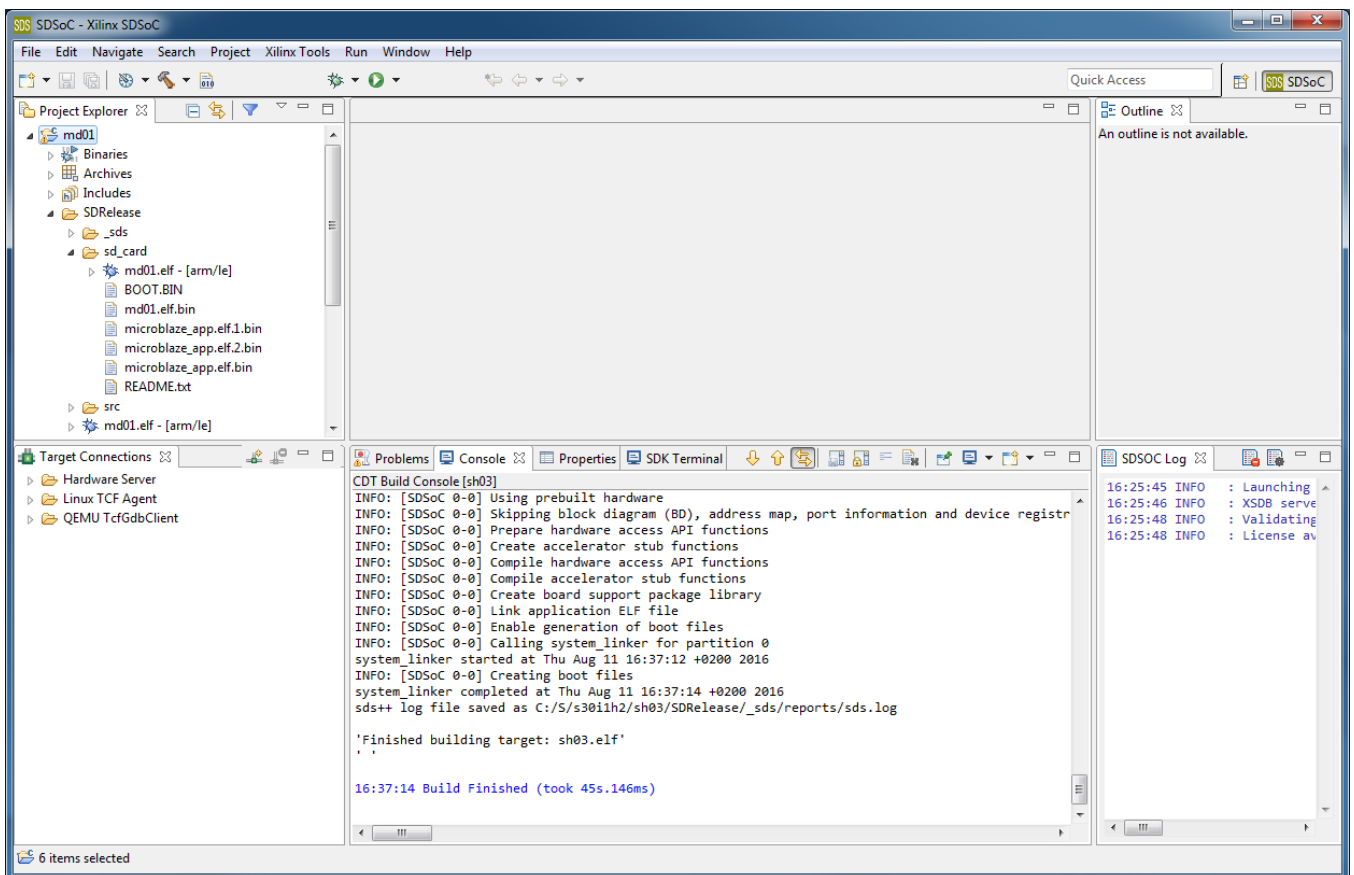 SDS SDSoC - Xilinx SDSoC
File Edit Navigate Search Project Xilinx Tools Run Window Help
010
Quick Access
SDS SDSoC
Project Explorer
md01
Binaries
Archives
Includes
SDRelease
_sds
sd_card
md01.elf - [arm/le]
BOOT.BIN
md01.elf.bin
microblaze_app.elf.1.bin
microblaze_app.elf.2.bin
microblaze_app.elf.bin
README.txt
src
md01.elf - [arm/le]
Outline
An outline is not available.
Target Connections
Hardware Server
Linux TCF Agent
QEMU TcfGdbClient
Problems Console Properties SDK Terminal
CDT Build Console [sh03]
INFO: [SDSoC 0-0] Using prebuilt hardware
INFO: [SDSoC 0-0] Skipping block diagram (BD), address map, port information and device registr
INFO: [SDSoC 0-0] Prepare hardware access API functions
INFO: [SDSoC 0-0] Create accelerator stub functions
INFO: [SDSoC 0-0] Compile hardware access API functions
INFO: [SDSoC 0-0] Compile accelerator stub functions
INFO: [SDSoC 0-0] Create board support package library
INFO: [SDSoC 0-0] Link application ELF file
INFO: [SDSoC 0-0] Enable generation of boot files
INFO: [SDSoC 0-0] Calling system_linker for partition 0
system_linker started at Thu Aug 11 16:37:12 +0200 2016
INFO: [SDSoC 0-0] Creating boot files
system_linker completed at Thu Aug 11 16:37:14 +0200 2016
sds++ log file saved as C:/S/s30i1h2/sh03/SDRelease/_sds/reports/sds.log
'Finished building target: sh03.elf'
' '
16:37:14 Build Finished (took 45s.146ms)
SDSOC Log
16:25:45 INFO : Launching
16:25:46 INFO : XSDB serve
16:25:48 INFO : Validating
16:25:48 INFO : License av
6 items selected